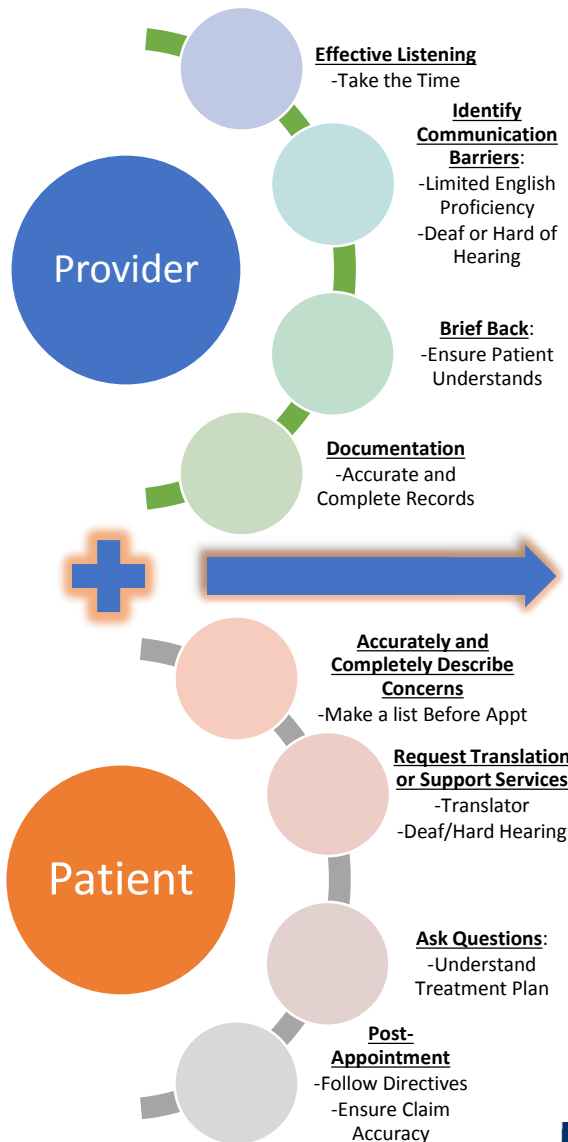 Effective Listening
-Take the Time
Identify
Communication
Barriers:
-Limited English
Proficiency
-Deaf or Hard of
Hearing
Provider
Brief Back:
-Ensure Patient
Understands
Documentation
-Accurate and
Complete Records
Accurately and
Completely Describe
Concerns
-Make a list Before Appt
Request Translation
or Support Services
-Translator
-Deaf/Hard Hearing
Patient
Ask Questions:
-Understand
Treatment Plan
Post-
Appointment
-Follow Directives
-Ensure Claim
Accuracy